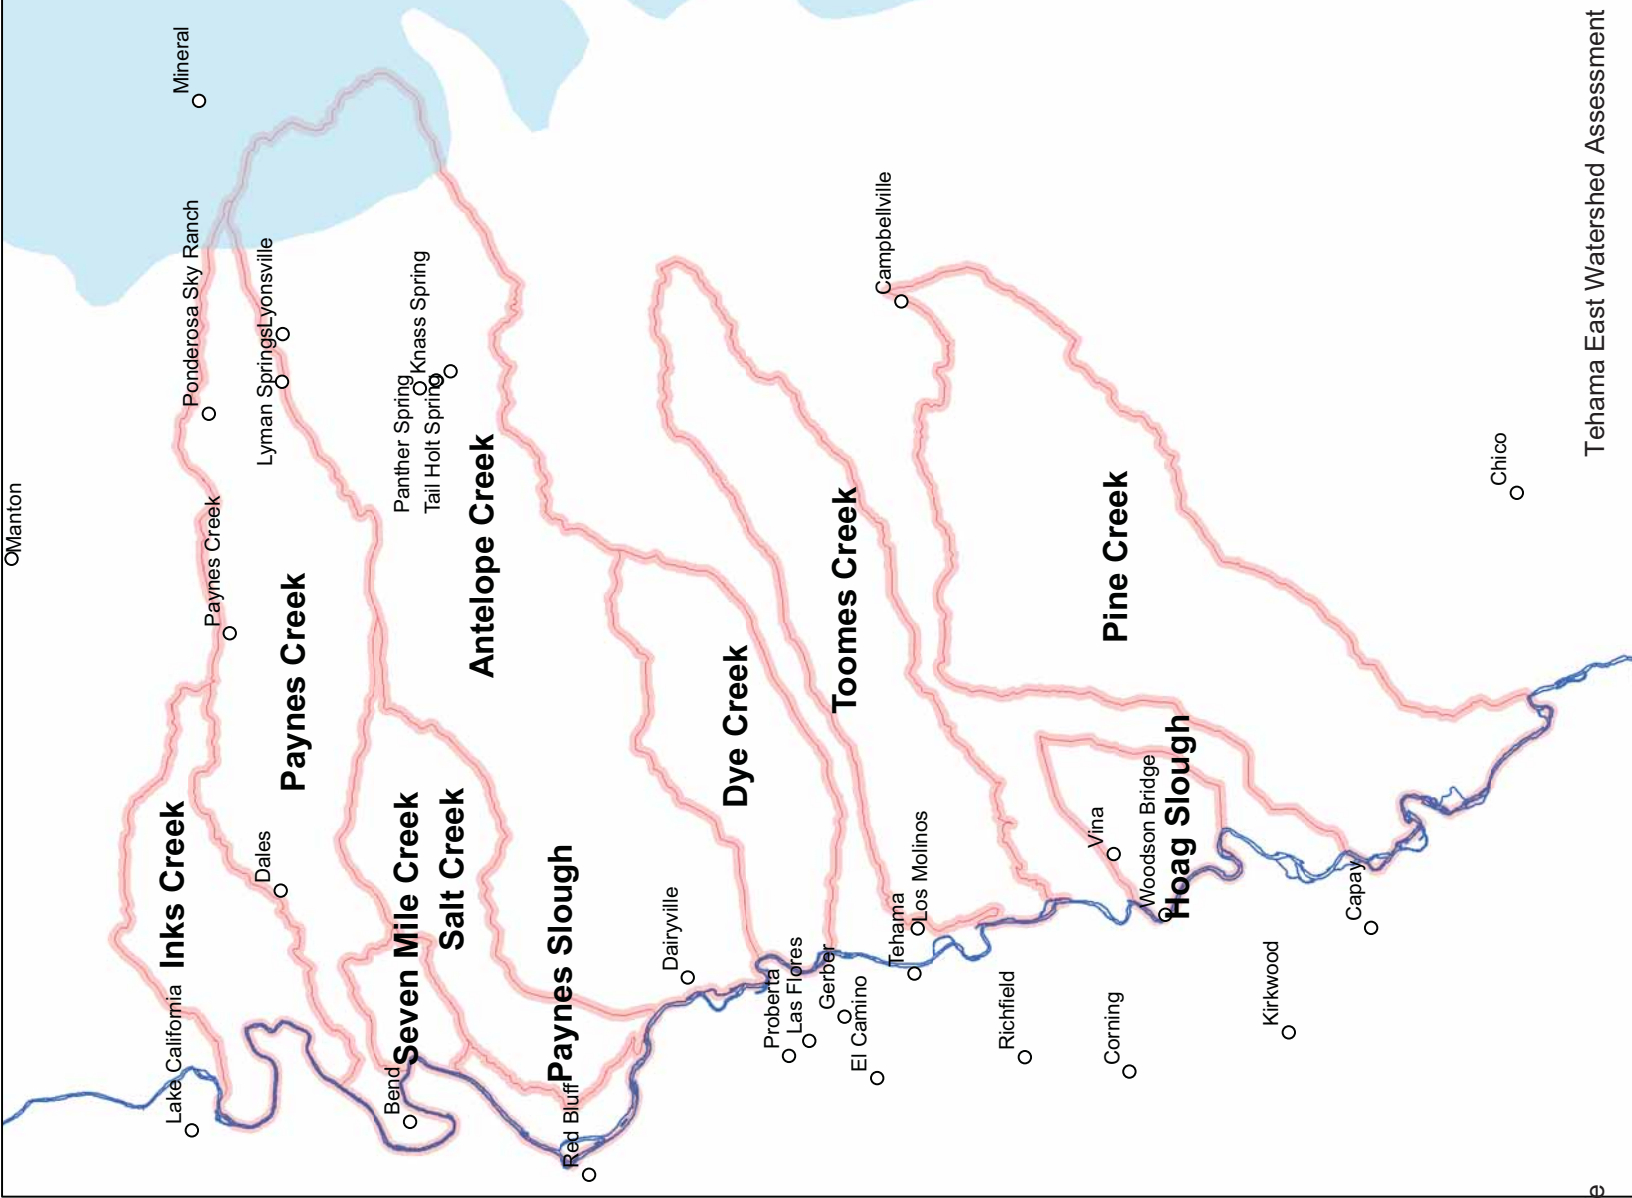 Manton
Mineral
Ponderosa Sky Ranch
Paynes Creek
Lyonsville
Lyman Springs
Knass Spring
Panther Spring
Tail Holt Spring
Paynes Creek
Antelope Creek
Inks Creek
Dales
Lake California
Seven Mile Creek
Salt Creek
Bend
Paynes Slough
Red Bluff
Dairyville
Dye Creek
Proberta
Las Flores
Gerber
El Camino
Toomes Creek
Campbellville
Tehama
Los Molinos
Richfield
Corning
Pine Creek
Vina
Woodson Bridge
Hoag Slough
Kirkwood
Capay
Chico
Tehama East Watershed Assessment
e